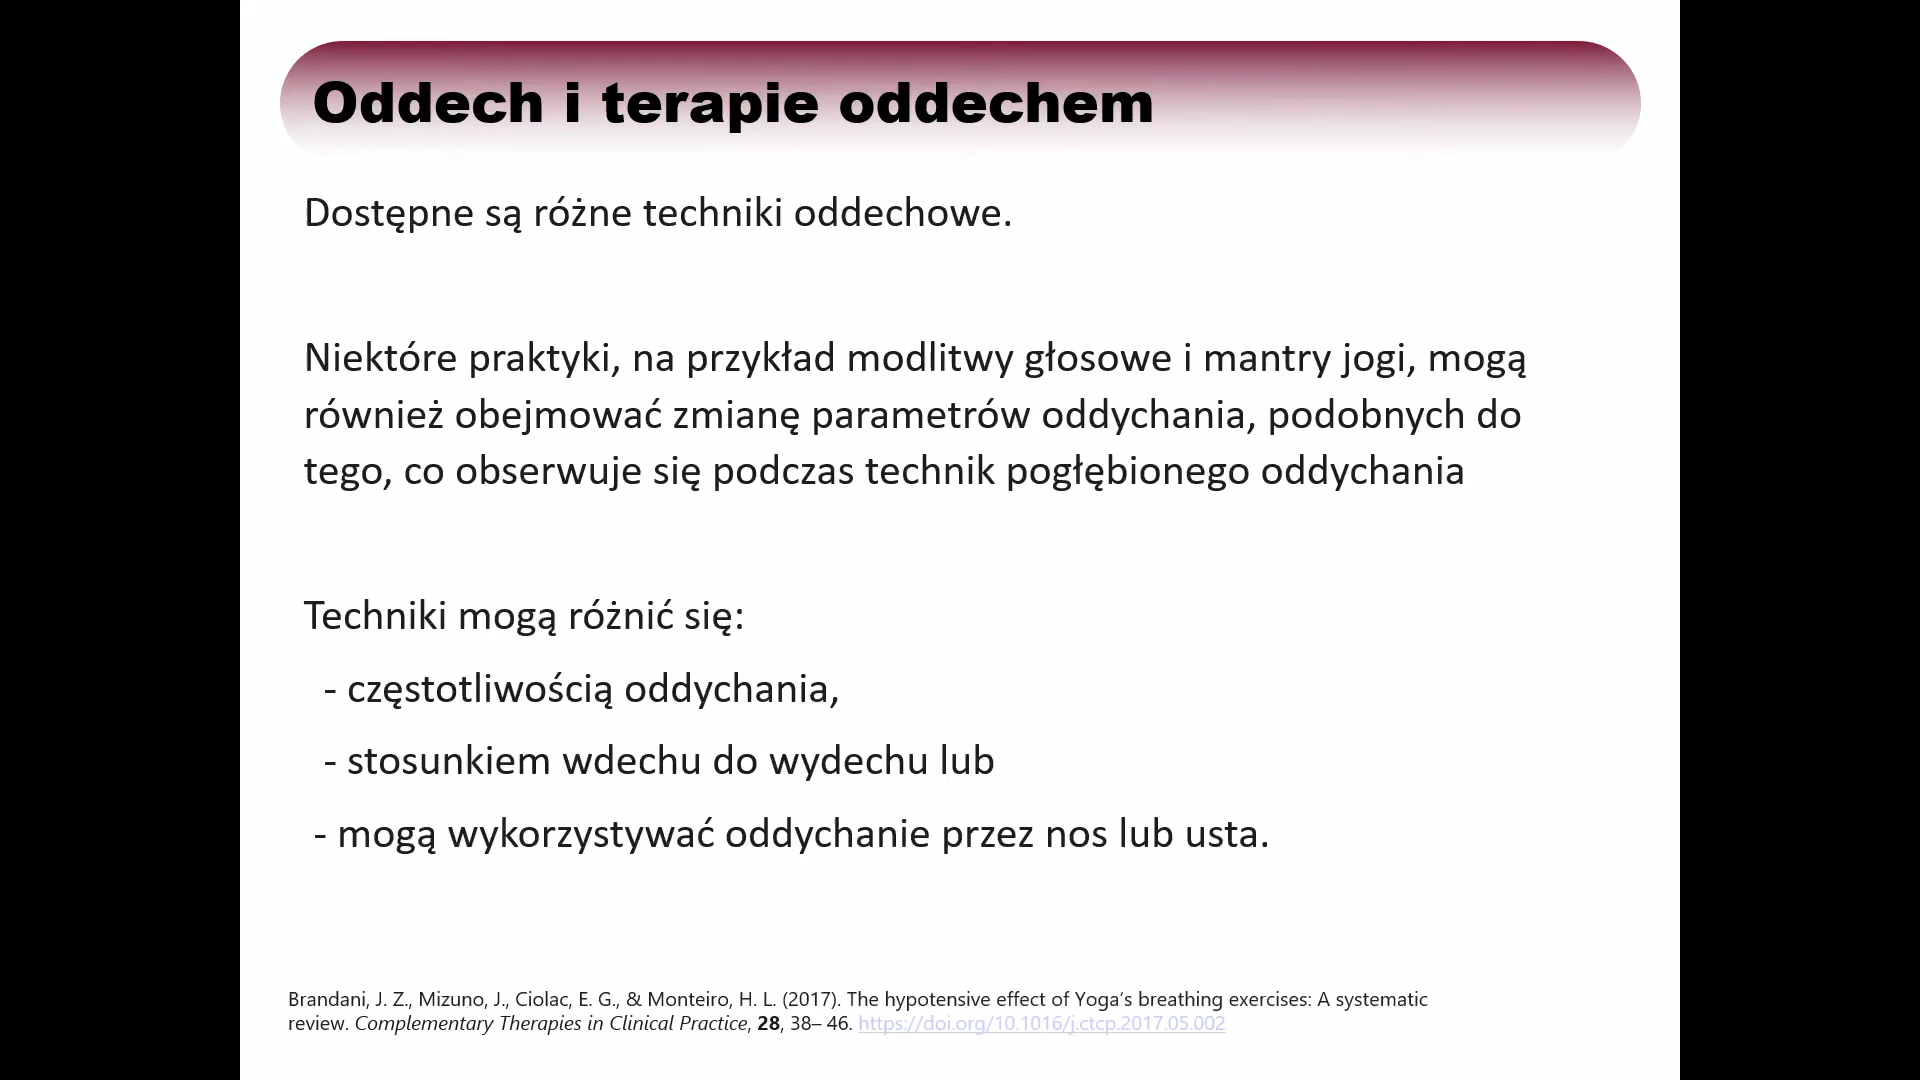 Oddech i terapie oddechem
Dostępne są różne techniki oddechowe.
Niektóre praktyki, na przykład modlitwy głosowe i mantry jogi, mogą
również obejmować zmianę parametrów oddychania, podobnych do
tego, co obserwuje się podczas technik pogłębionego oddychania
Techniki mogą różnić się:
- częstotliwością oddychania,
- stosunkiem wdechu do wydechu lub
- mogą wykorzystywać oddychanie przez nos lub usta.
Brandani, J. Z., Mizuno, J., Ciolac, E. G., & Monteiro, H. L. (2017). The hypotensive effect of Yoga's breathing exercises: A systematic
review. Complementary Therapies in Clinical Practice, 28, 38– 46. https://doi.org/10.1016/j.ctcp.2017.05.002